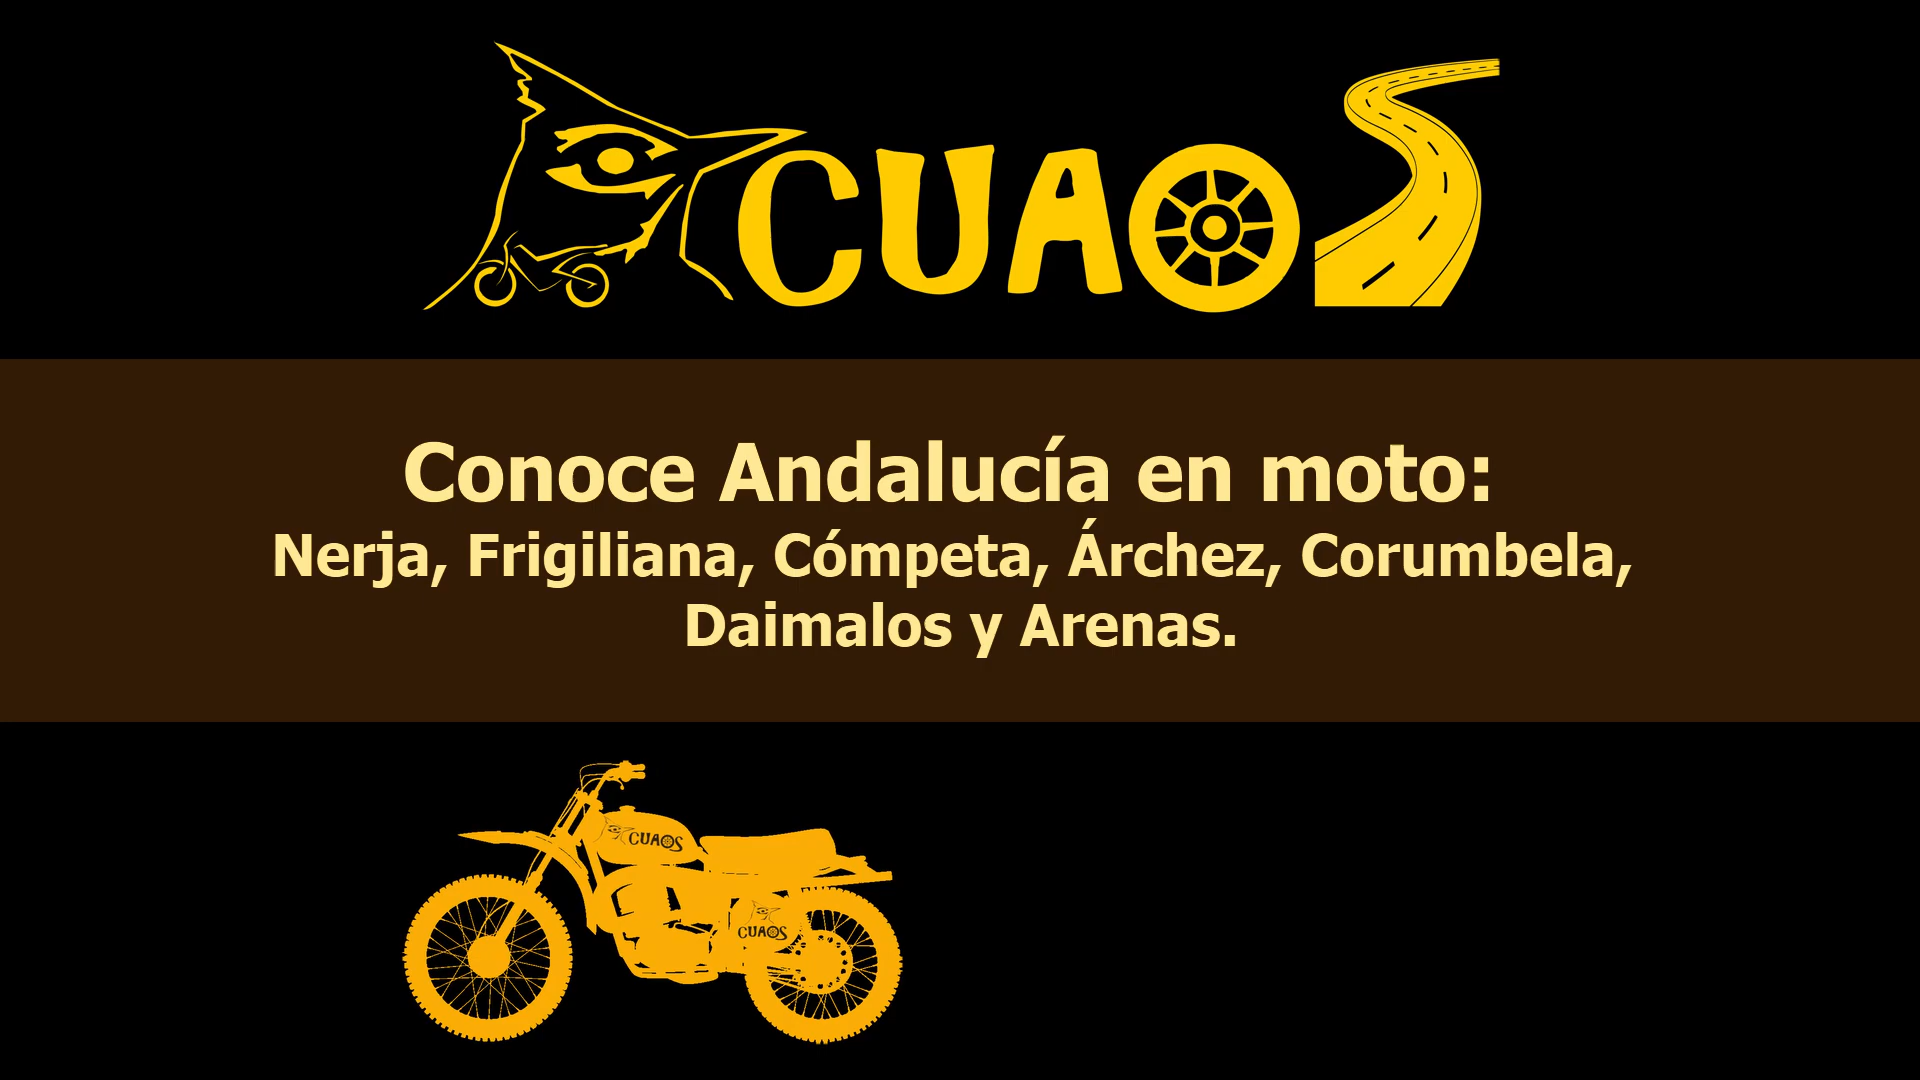 CUAOS
Conoce Andalucía en moto:
Nerja, Frigiliana, Cómpeta, Árchez, Corumbela,
Daimalos y Arenas.
CUAOS
CUAOS